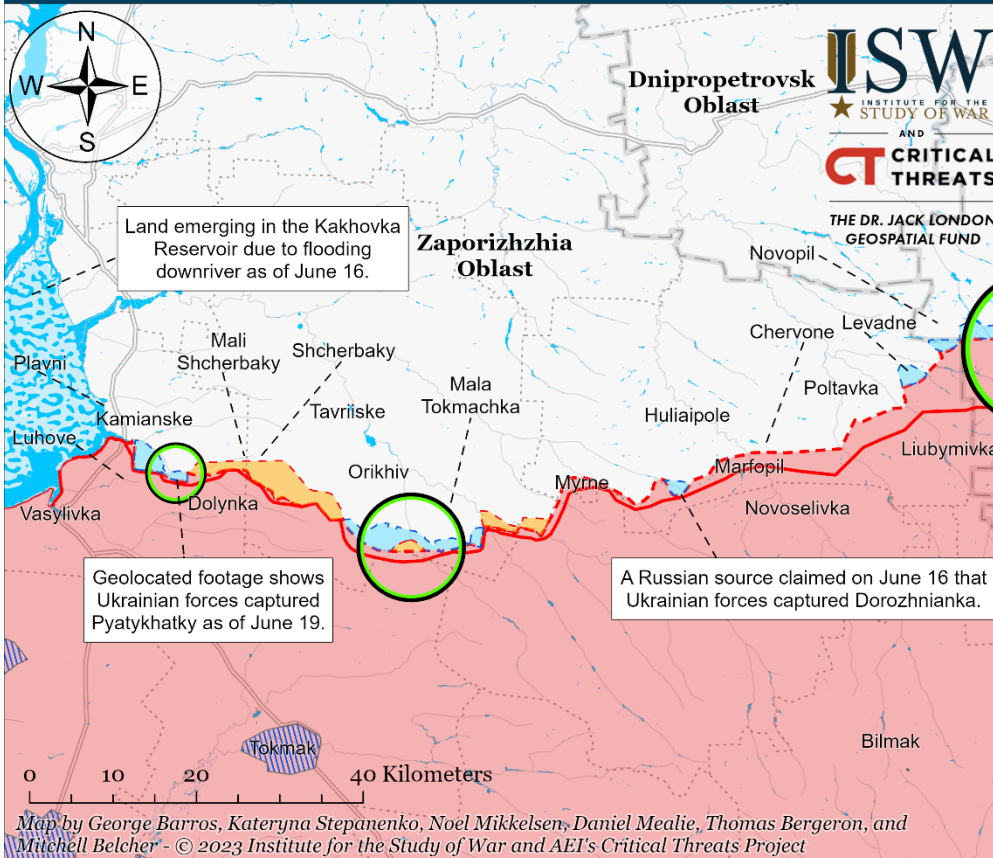 N
W
E
S
Dnipropetrovsk
Oblast
ISW
INSTITUTE FOR THE
STUDY OF WAR
AND
CT CRITICAL
THREATS
THE DR. JACK LONDON
GEOSPATIAL FUND
Land emerging in the Kakhovka
Reservoir due to flooding
downriver as of June 16.
Zaporizhzhia
Oblast
Novopil
Mali
Shcherbaky
Shcherbaky
Chervone
Levadne
Plavni
Mala
Tokmachka
Poltavka
Kamianske
Tavriiske
Huliaipole
Luhove
Orikhiv
Liubymivka
Myrne
Marfopil
Vasylivka
Dolynka
Novoselivka
Geolocated footage shows
Ukrainian forces captured
Pyatykhatky as of June 19.
A Russian source claimed on June 16 that
Ukrainian forces captured Dorozhnianka.
Tokmak
Bilmak
0 10 20 40 Kilometers
Map by George Barros, Kateryna Stepanenko, Noel Mikkelsen, Daniel Mealie, Thomas Bergeron, and
Mitchell Belcher - © 2023 Institute for the Study of War and AEI's Critical Threats Project